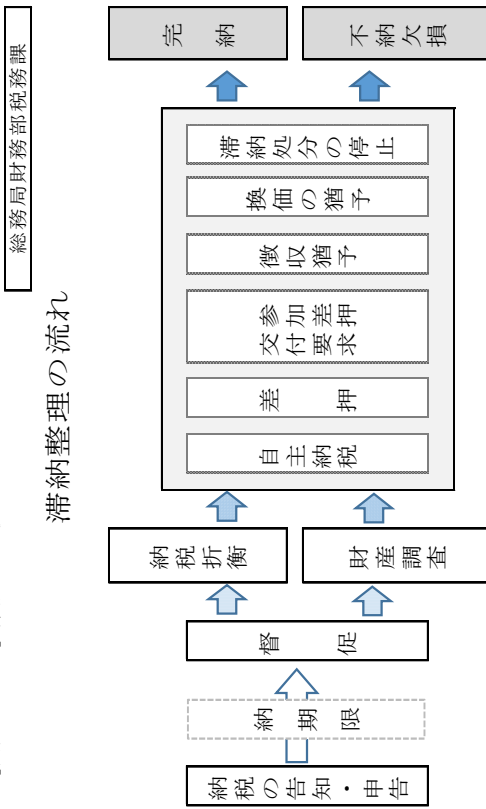 総務局財務部税務課
滞納整理の流れ
納税の告知・申告
納期限
督促
納税折衝
財産調査
自主納税
差押
参加差押
交付要求
徴収猶予
換価の猶予
滞納処分の停止
完納
不納欠損